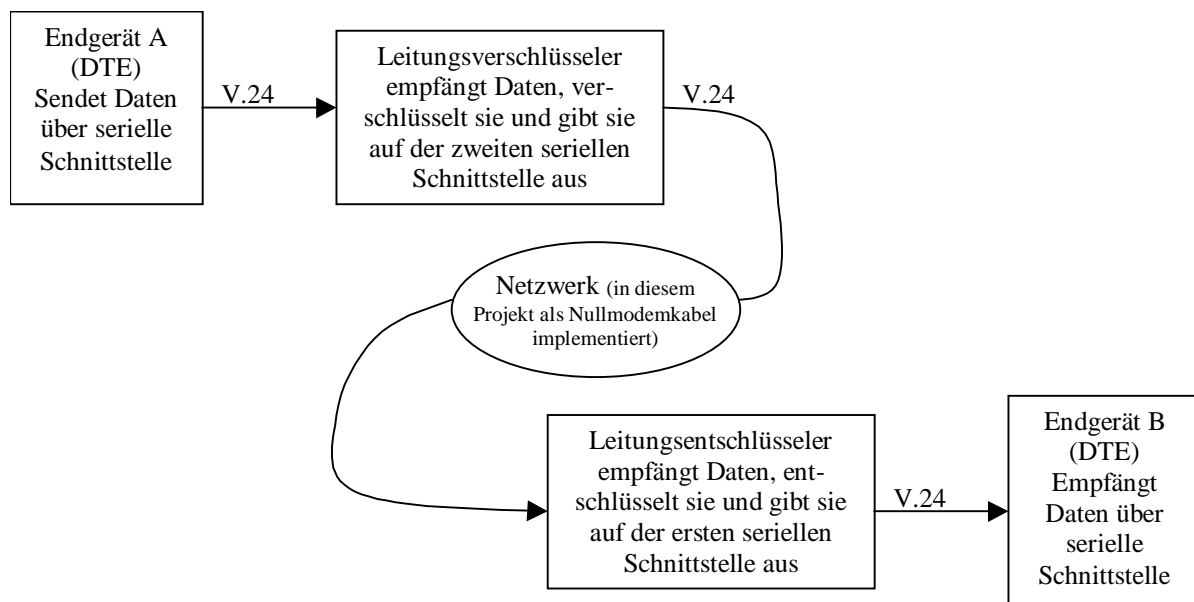 Endgerät A
(DTE)
Sendet Daten
über serielle
Schnittstelle
V.24
Leitungsverschlüsseler
empfängt Daten, ver-
schlüsselt sie und gibt sie
auf der zweiten seriellen
Schnittstelle aus
V.24
Netzwerk (in diesem
Projekt als Nullmodemkabel
implementiert)
Leitungsentschlüsseler
empfängt Daten, ent-
schlüsselt sie und gibt sie
auf der ersten seriellen
Schnittstelle aus
V.24
Endgerät B
(DTE)
Empfängt
Daten über
serielle
Schnittstelle